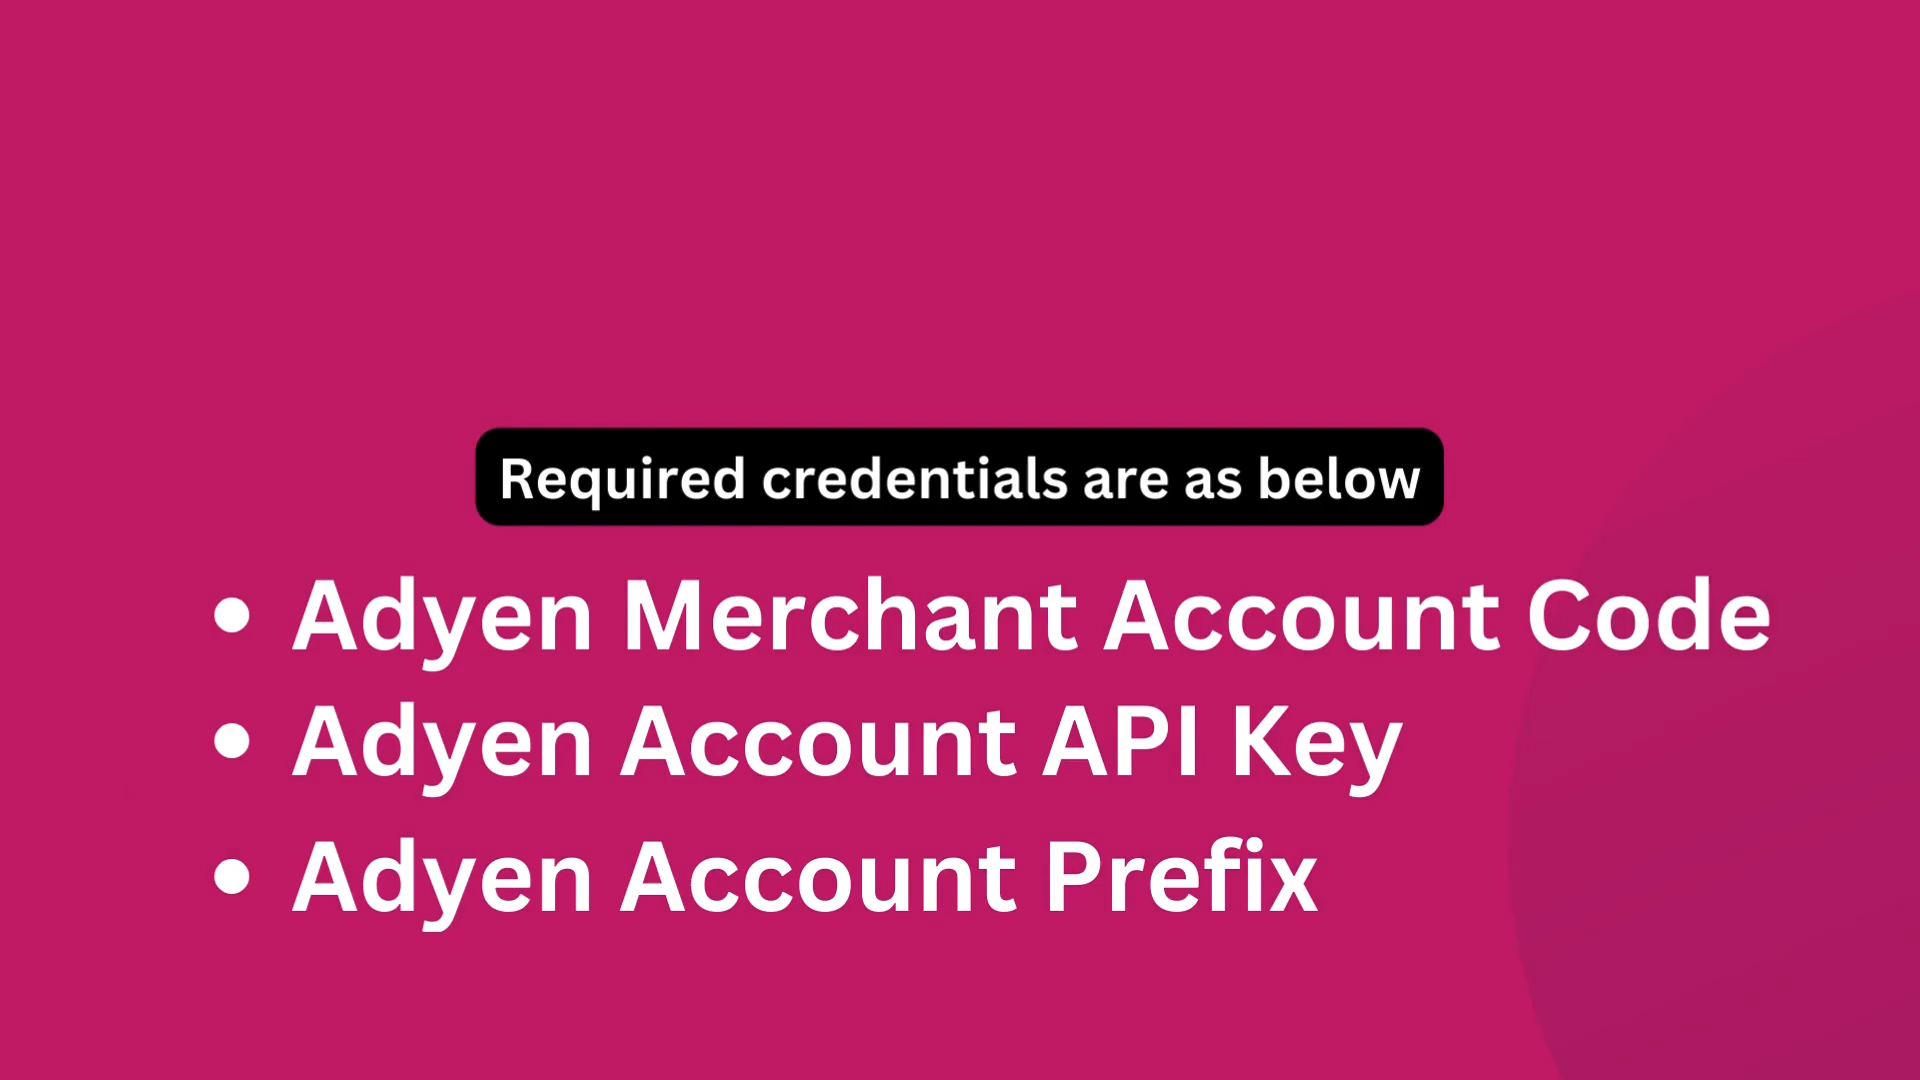 Required credentials are as below
• Adyen Merchant Account Code
• Adyen Account API Key
• Adyen Account Prefix